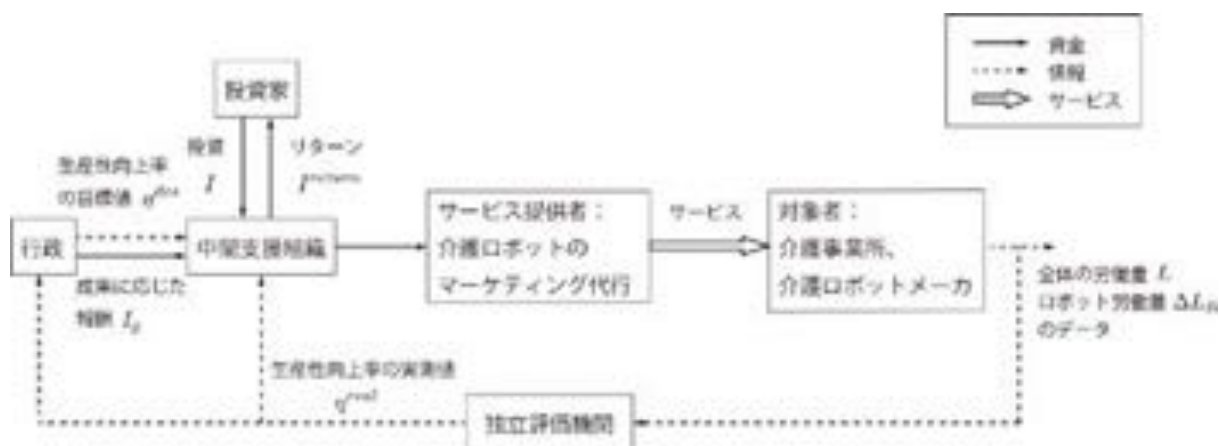 資金
情報
サービス
投資家
投資
I
リターン
生産性向上率
の目標値
行政
中間支援組織
成果に応じた
報酬 I_g
サービス提供者：
介護ロボットの
マーケティング代行
サービス
対象者：
介護事業所、
介護ロボットメーカ
全体の労働量 L
ロボット労働量
のデータ
生産性向上率の実測値
独立評価機関